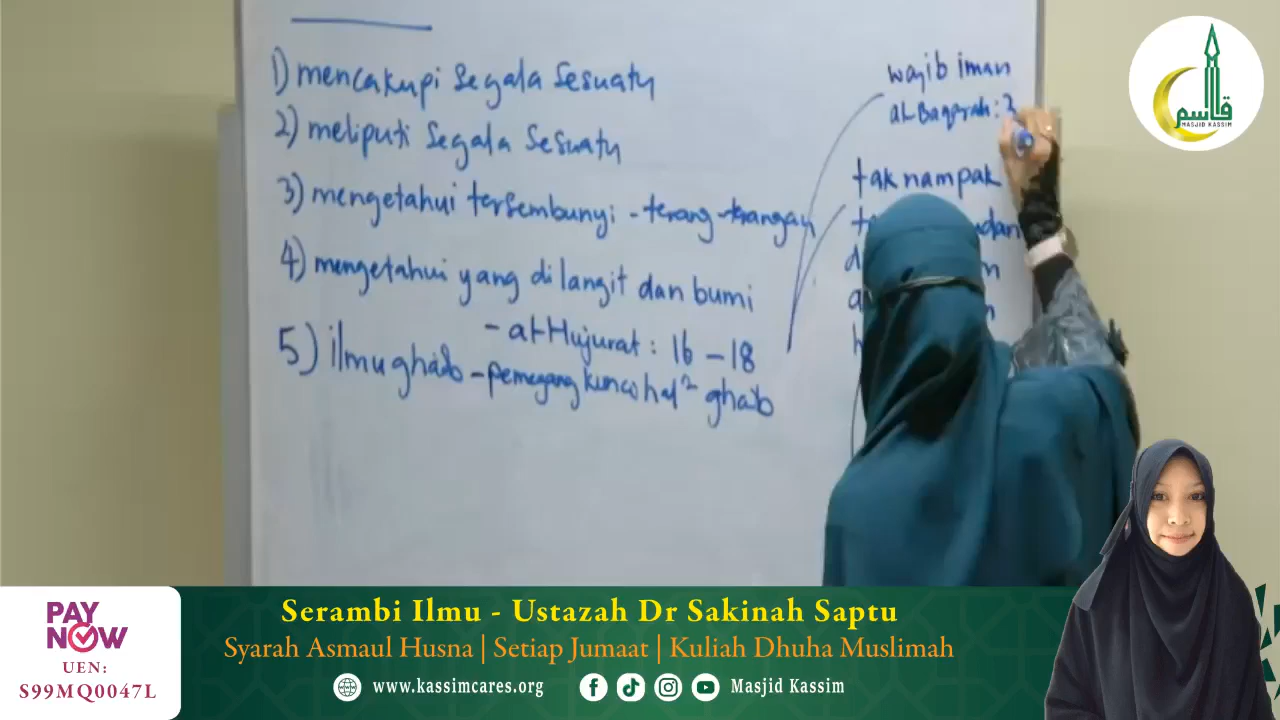 1) mencakupi segala sesuatu
2) meliputi segala sesuatu
3) mengetahui tersembunyi - terang-terangan
4) mengetahui yang di langit dan bumi
- al-Hujurat : 16 - 18
5) ilmu ghaib - pemegang kunci hal² ghaib
wajib iman
al-Baqarah : 3
tak nampak
قاسم
MASJID KASSIM
PAY
NOW
UEN:
S99MQ0047L
Serambi Ilmu - Ustazah Dr Sakinah Saptu
Syarah Asmaul Husna | Setiap Jumaat | Kuliah Dhuha Muslimah
www.kassimcares.org
Masjid Kassim